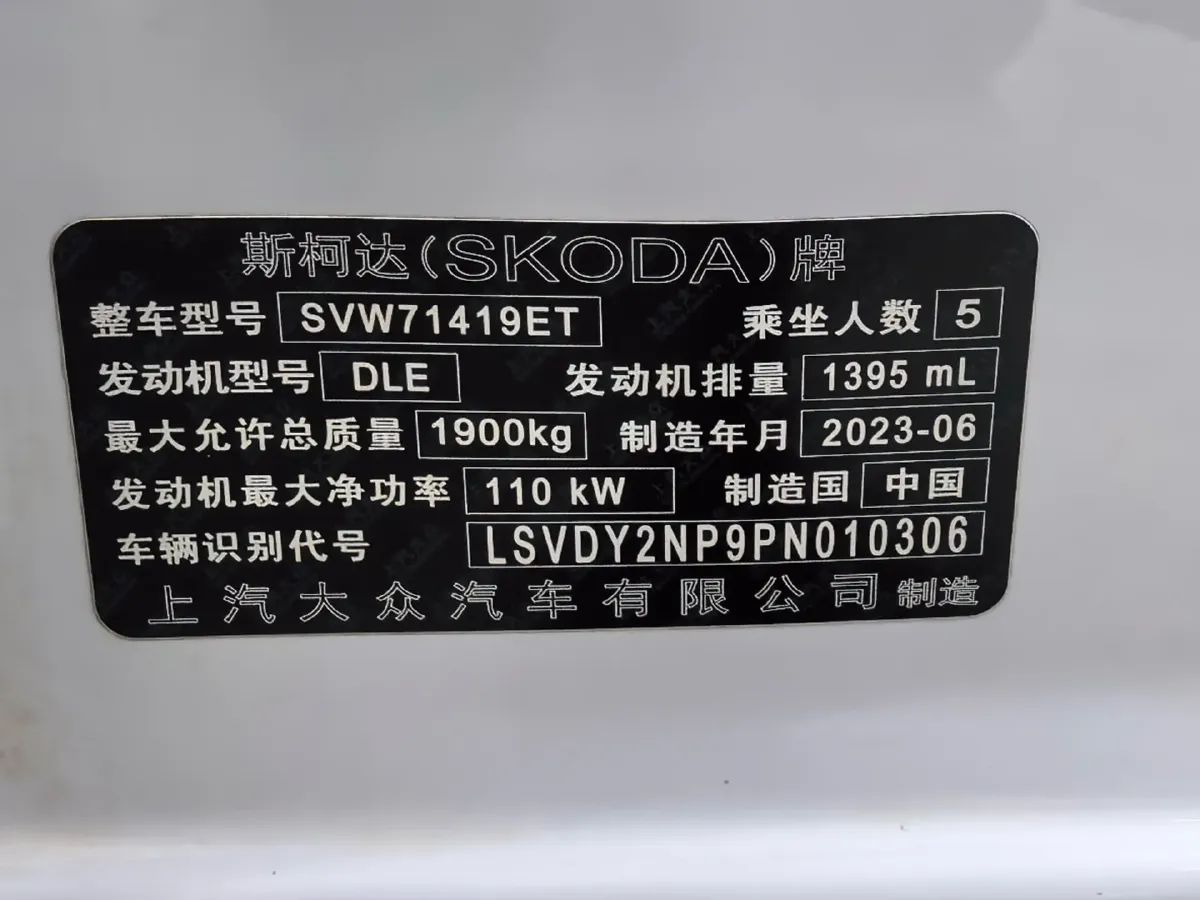 斯柯达(SKODA)牌
整车型号 SVW71419ET 乘坐人数 5
发动机型号 DLE 发动机排量 1395 mL
最大允许总质量 1900kg 制造年月 2023-06
发动机最大净功率 110 kW 制造国 中国
车辆识别代号 LSVDY2NP9PN010306
上汽大众汽车有限公司 制造